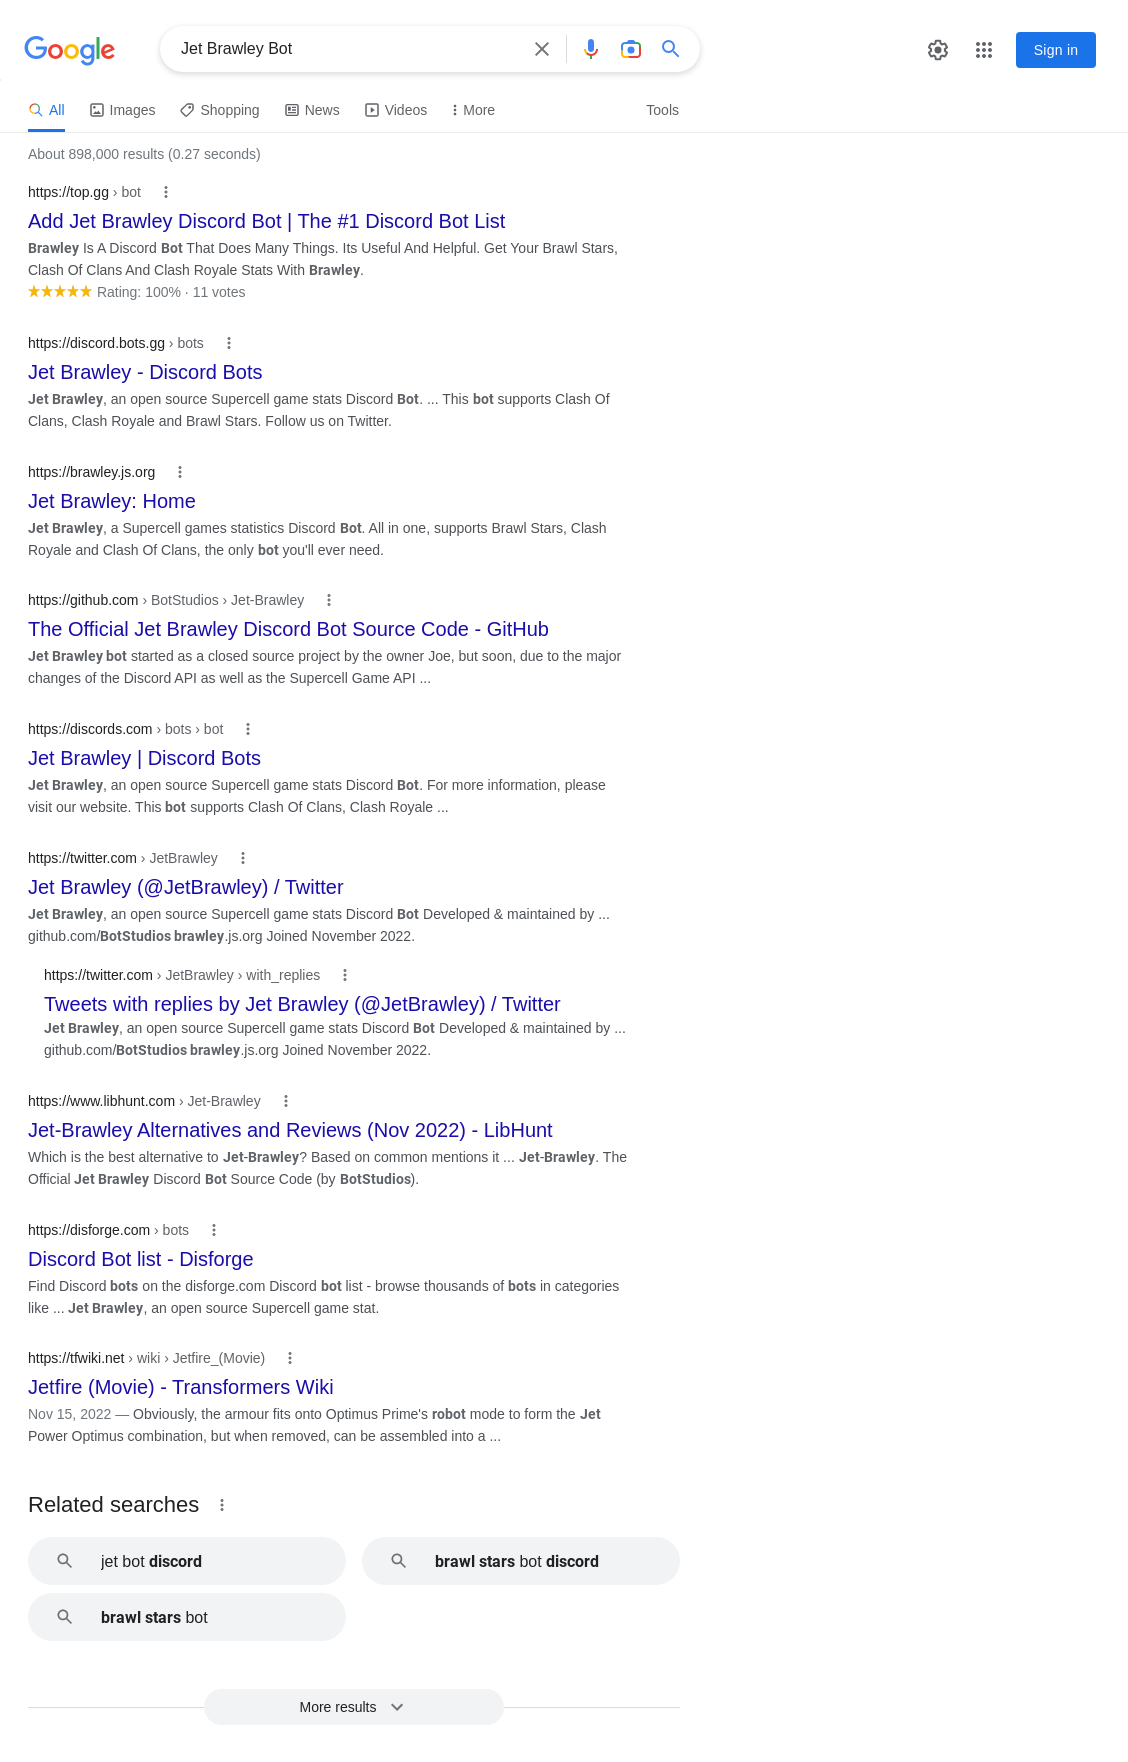 Google
Jet Brawley Bot
Sign in
All Images Shopping News Videos More Tools
About 898,000 results (0.27 seconds)
https://top.gg › bot
Add Jet Brawley Discord Bot | The #1 Discord Bot List
Brawley Is A Discord Bot That Does Many Things. Its Useful And Helpful. Get Your Brawl Stars,
Clash Of Clans And Clash Royale Stats With Brawley.
★★★★★ Rating: 100% · 11 votes
https://discord.bots.gg › bots
Jet Brawley - Discord Bots
Jet Brawley, an open source Supercell game stats Discord Bot. ... This bot supports Clash Of
Clans, Clash Royale and Brawl Stars. Follow us on Twitter.
https://brawley.js.org
Jet Brawley: Home
Jet Brawley, a Supercell games statistics Discord Bot. All in one, supports Brawl Stars, Clash
Royale and Clash Of Clans, the only bot you'll ever need.
https://github.com › BotStudios › Jet-Brawley
The Official Jet Brawley Discord Bot Source Code - GitHub
Jet Brawley bot started as a closed source project by the owner Joe, but soon, due to the major
changes of the Discord API as well as the Supercell Game API ...
https://discords.com › bots › bot
Jet Brawley | Discord Bots
Jet Brawley, an open source Supercell game stats Discord Bot. For more information, please
visit our website. This bot supports Clash Of Clans, Clash Royale ...
https://twitter.com › JetBrawley
Jet Brawley (@JetBrawley) / Twitter
Jet Brawley, an open source Supercell game stats Discord Bot Developed & maintained by ...
github.com/BotStudios brawley.js.org Joined November 2022.
https://twitter.com › JetBrawley › with_replies
Tweets with replies by Jet Brawley (@JetBrawley) / Twitter
Jet Brawley, an open source Supercell game stats Discord Bot Developed & maintained by ...
github.com/BotStudios brawley.js.org Joined November 2022.
https://www.libhunt.com › Jet-Brawley
Jet-Brawley Alternatives and Reviews (Nov 2022) - LibHunt
Which is the best alternative to Jet-Brawley? Based on common mentions it ... Jet-Brawley. The
Official Jet Brawley Discord Bot Source Code (by BotStudios).
https://disforge.com › bots
Discord Bot list - Disforge
Find Discord bots on the disforge.com Discord bot list - browse thousands of bots in categories
like ... Jet Brawley, an open source Supercell game stat.
https://tfwiki.net › wiki › Jetfire_(Movie)
Jetfire (Movie) - Transformers Wiki
Nov 15, 2022 — Obviously, the armour fits onto Optimus Prime's robot mode to form the Jet
Power Optimus combination, but when removed, can be assembled into a ...
Related searches
jet bot discord
brawl stars bot discord
brawl stars bot
More results